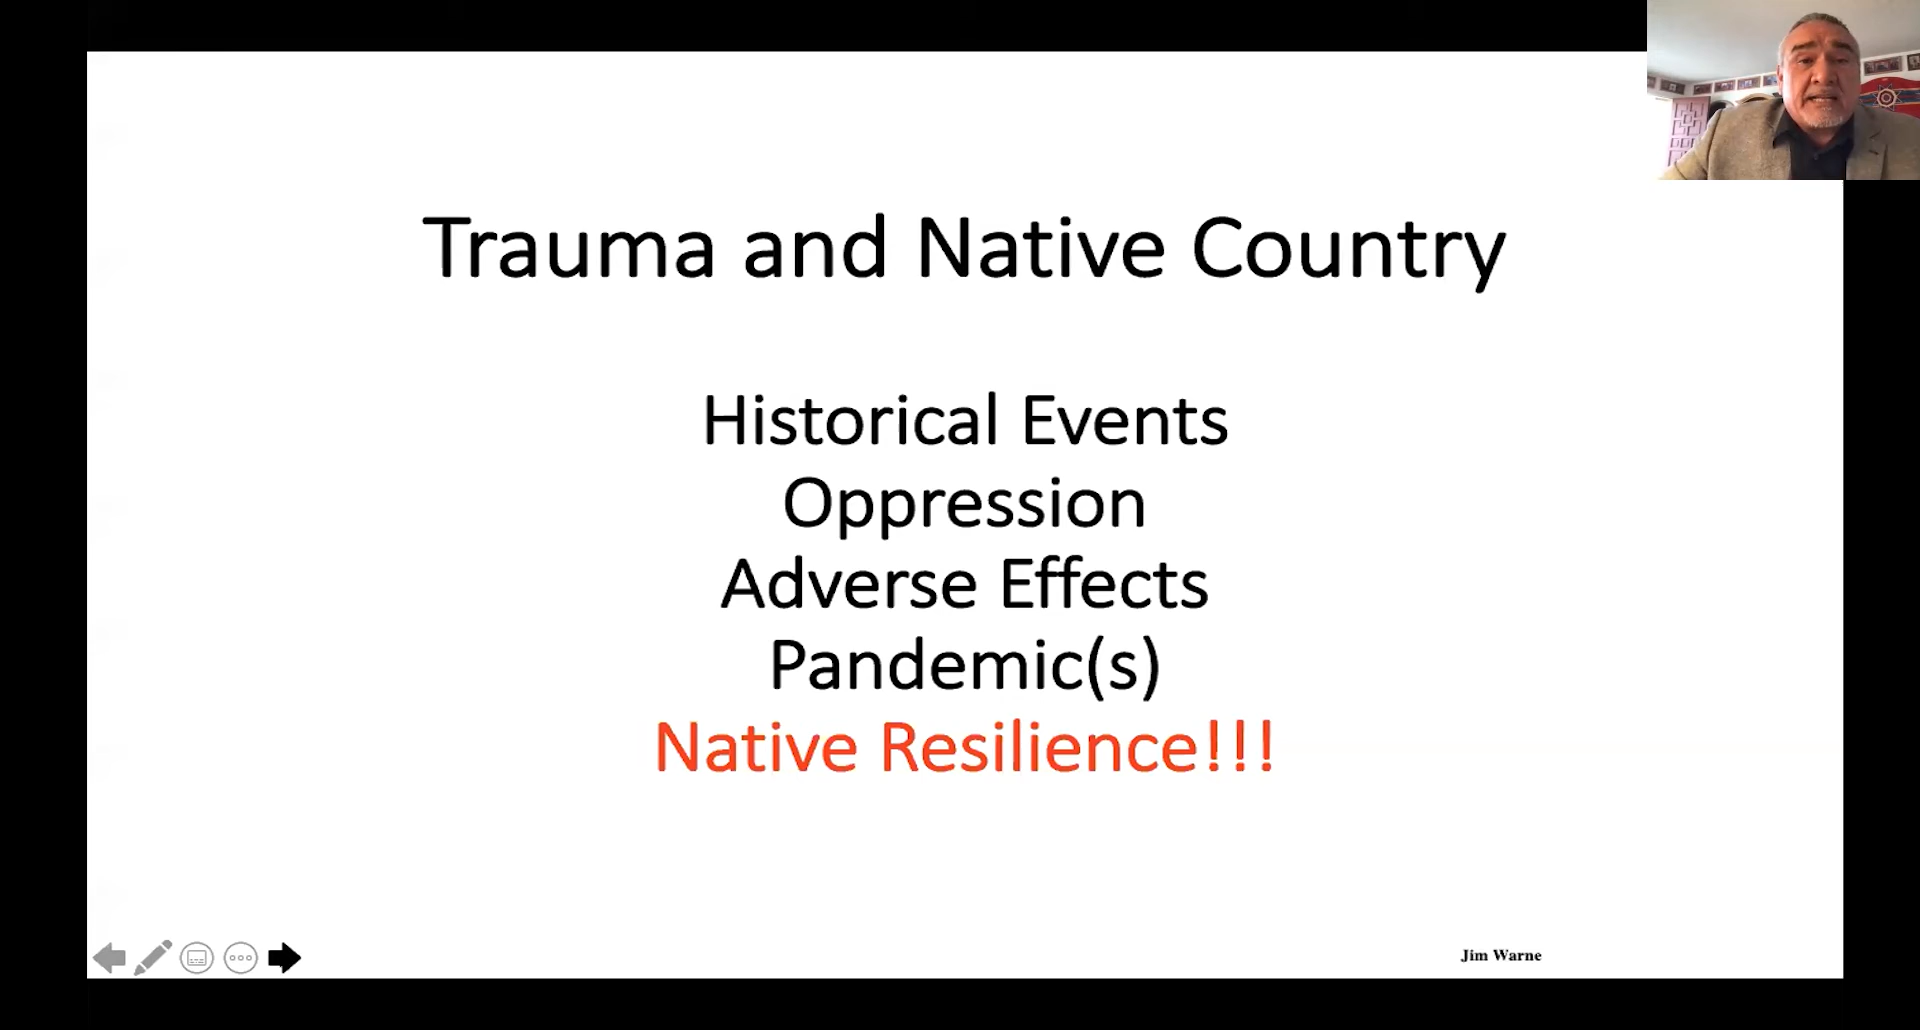 Trauma and Native Country
Historical Events
Oppression
Adverse Effects
Pandemic(s)
Native Resilience!!!
Jim Warne